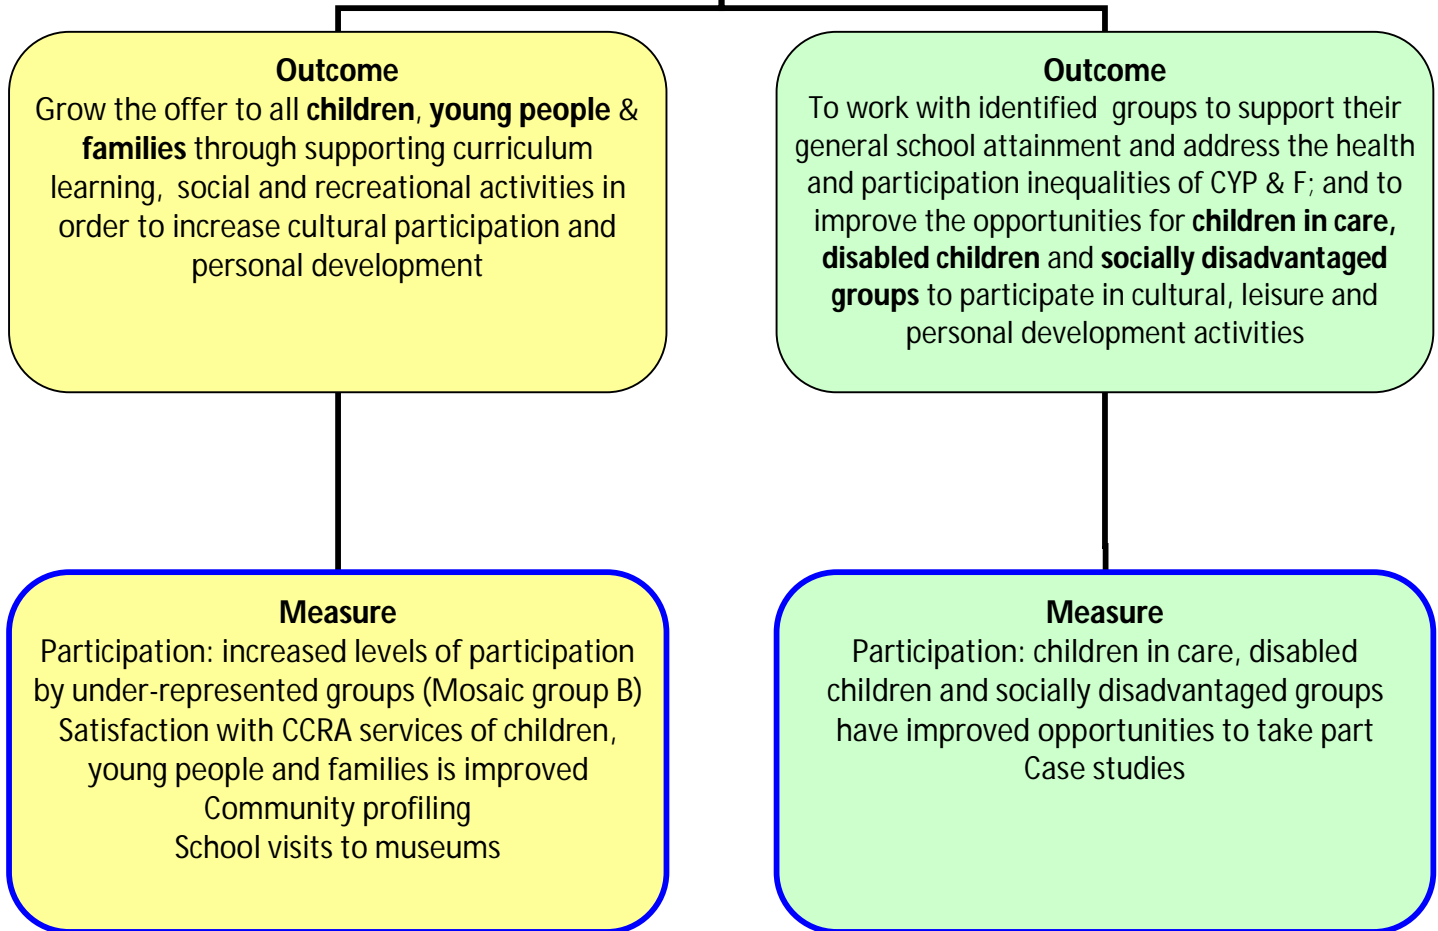 Outcome
Grow the offer to all children, young people &
families through supporting curriculum
learning, social and recreational activities in
order to increase cultural participation and
personal development
Outcome
To work with identified groups to support their
general school attainment and address the health
and participation inequalities of CYP & F; and to
improve the opportunities for children in care,
disabled children and socially disadvantaged
groups to participate in cultural, leisure and
personal development activities
Measure
Participation: increased levels of participation
by under-represented groups (Mosaic group B)
Satisfaction with CCRA services of children,
young people and families is improved
Community profiling
School visits to museums
Measure
Participation: children in care, disabled
children and socially disadvantaged groups
have improved opportunities to take part
Case studies